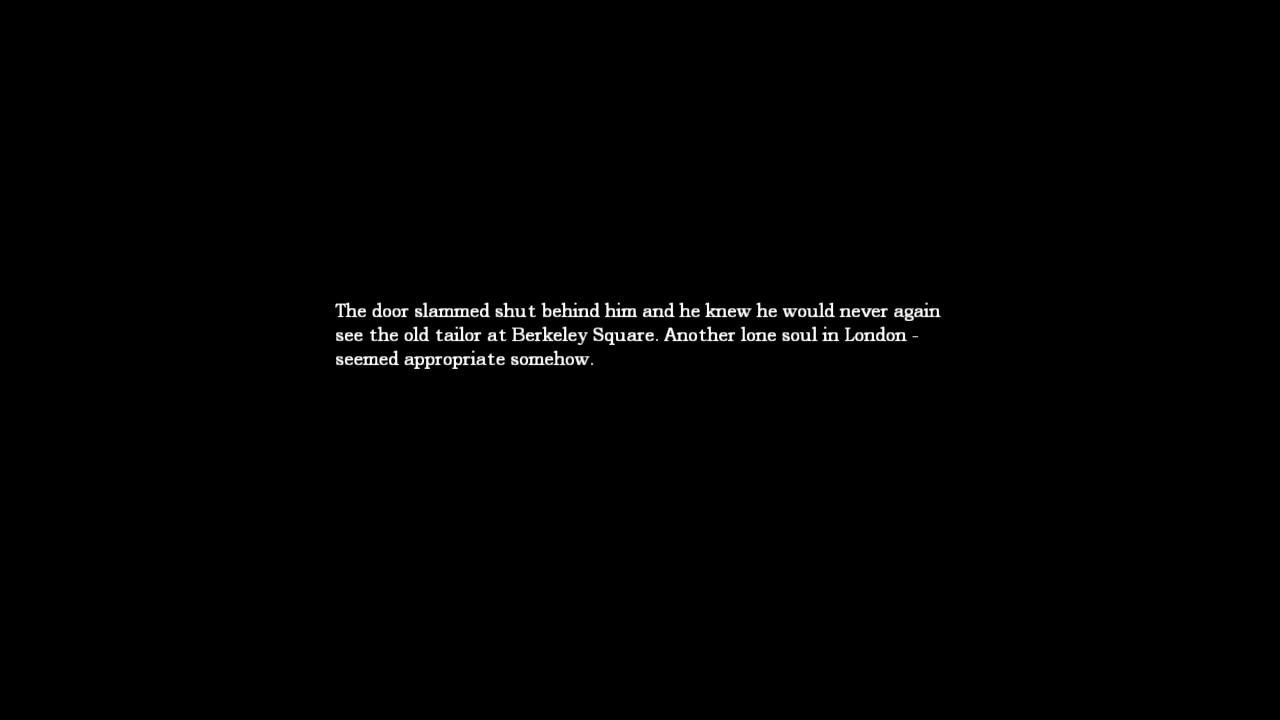 The door slammed shut behind him and he knew he would never again
see the old tailor at Berkeley Square. Another lone soul in London -
seemed appropriate somehow.